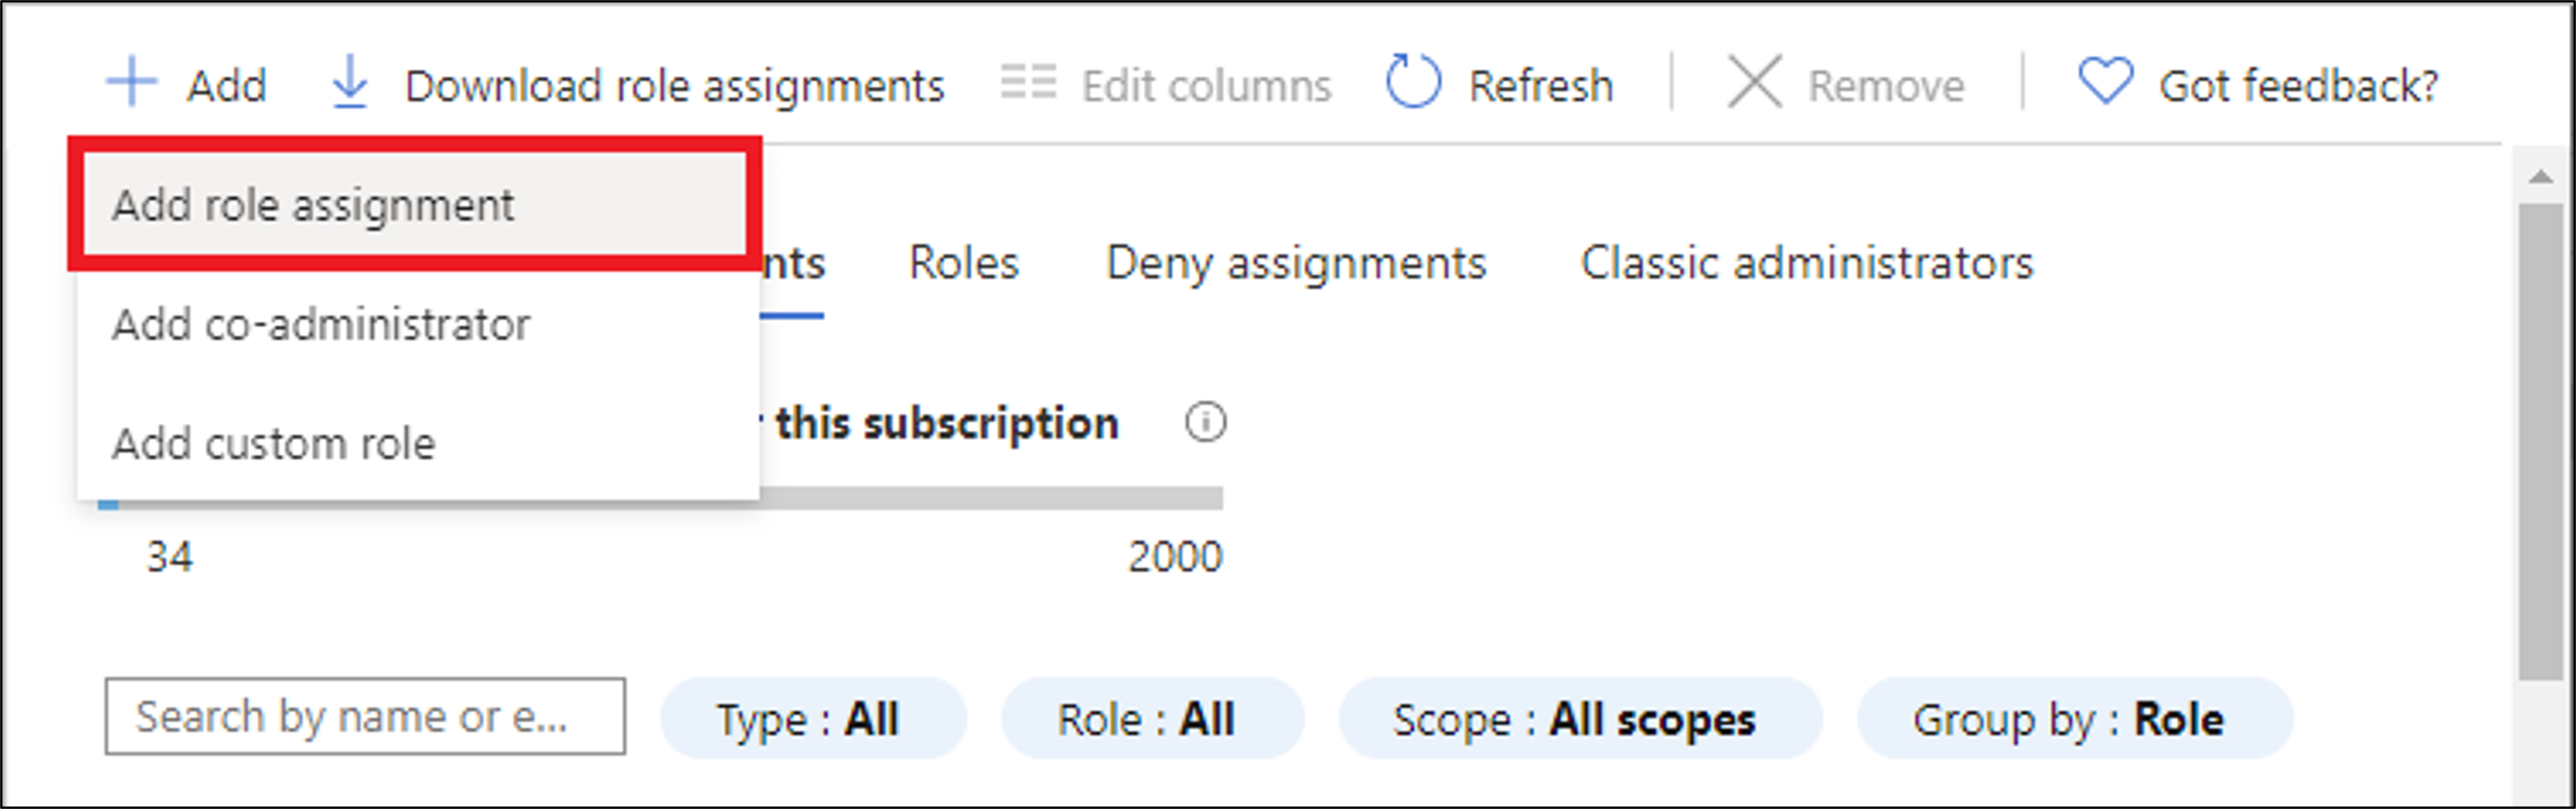 Add Download role assignments Edit columns Refresh Remove Got feedback?
Add role assignment
nts Roles Deny assignments Classic administrators
Add co-administrator
this subscription
Add custom role
34 2000
Search by name or e... Type : All Role : All Scope : All scopes Group by : Role